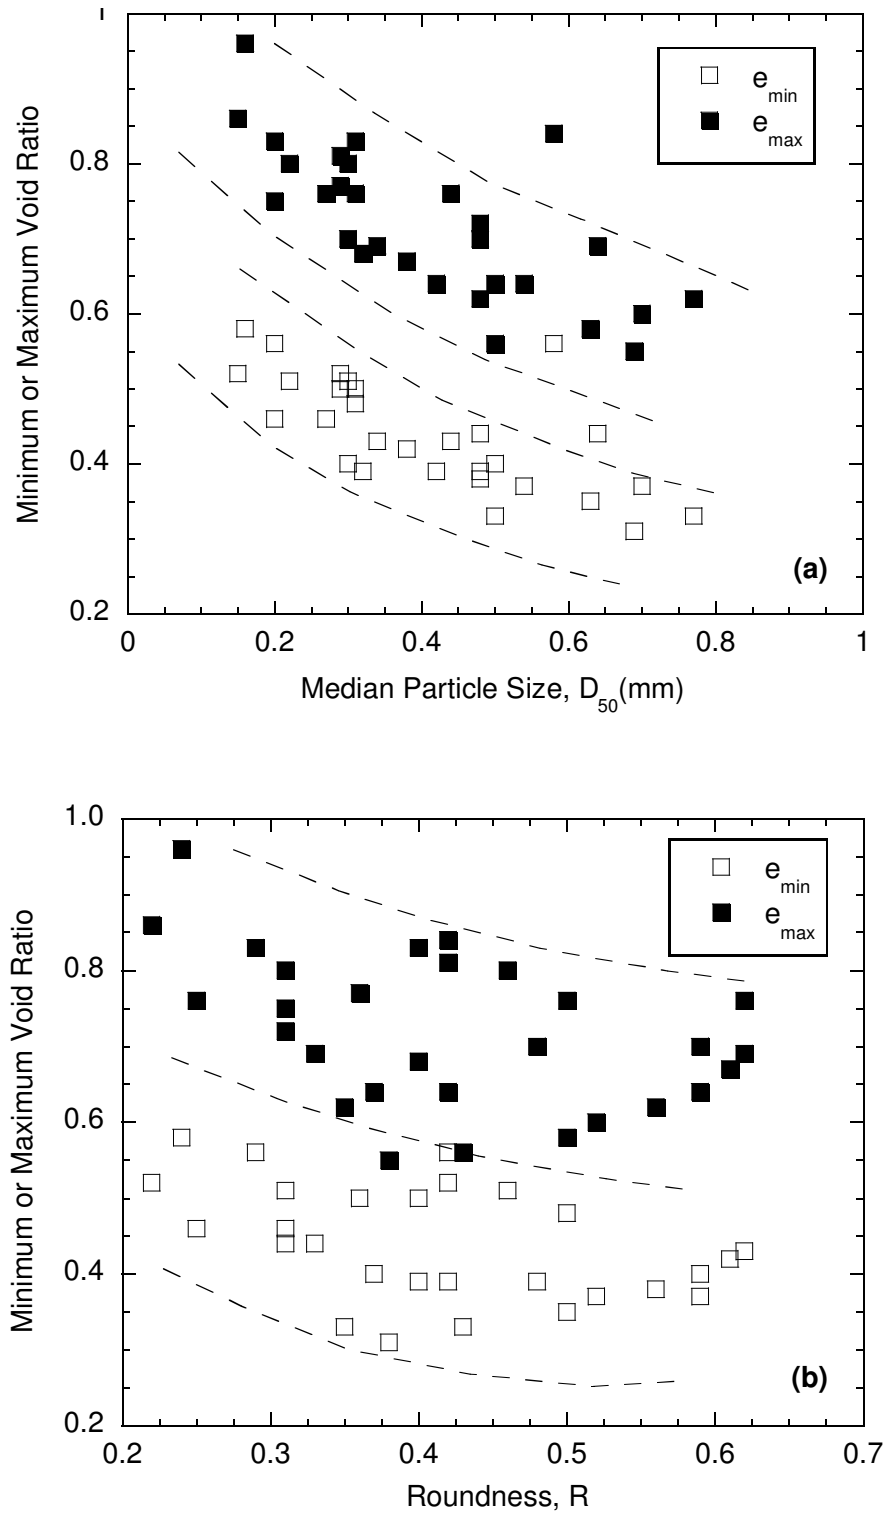 1
0.8
0.6
0.4
0.2
0 0.2 0.4 0.6 0.8 1
Minimum or Maximum Void Ratio
Median Particle Size, D50(mm)
emin
emax
(a)
1.0
0.8
0.6
0.4
0.2
0.2 0.3 0.4 0.5 0.6 0.7
Minimum or Maximum Void Ratio
Roundness, R
emin
emax
(b)